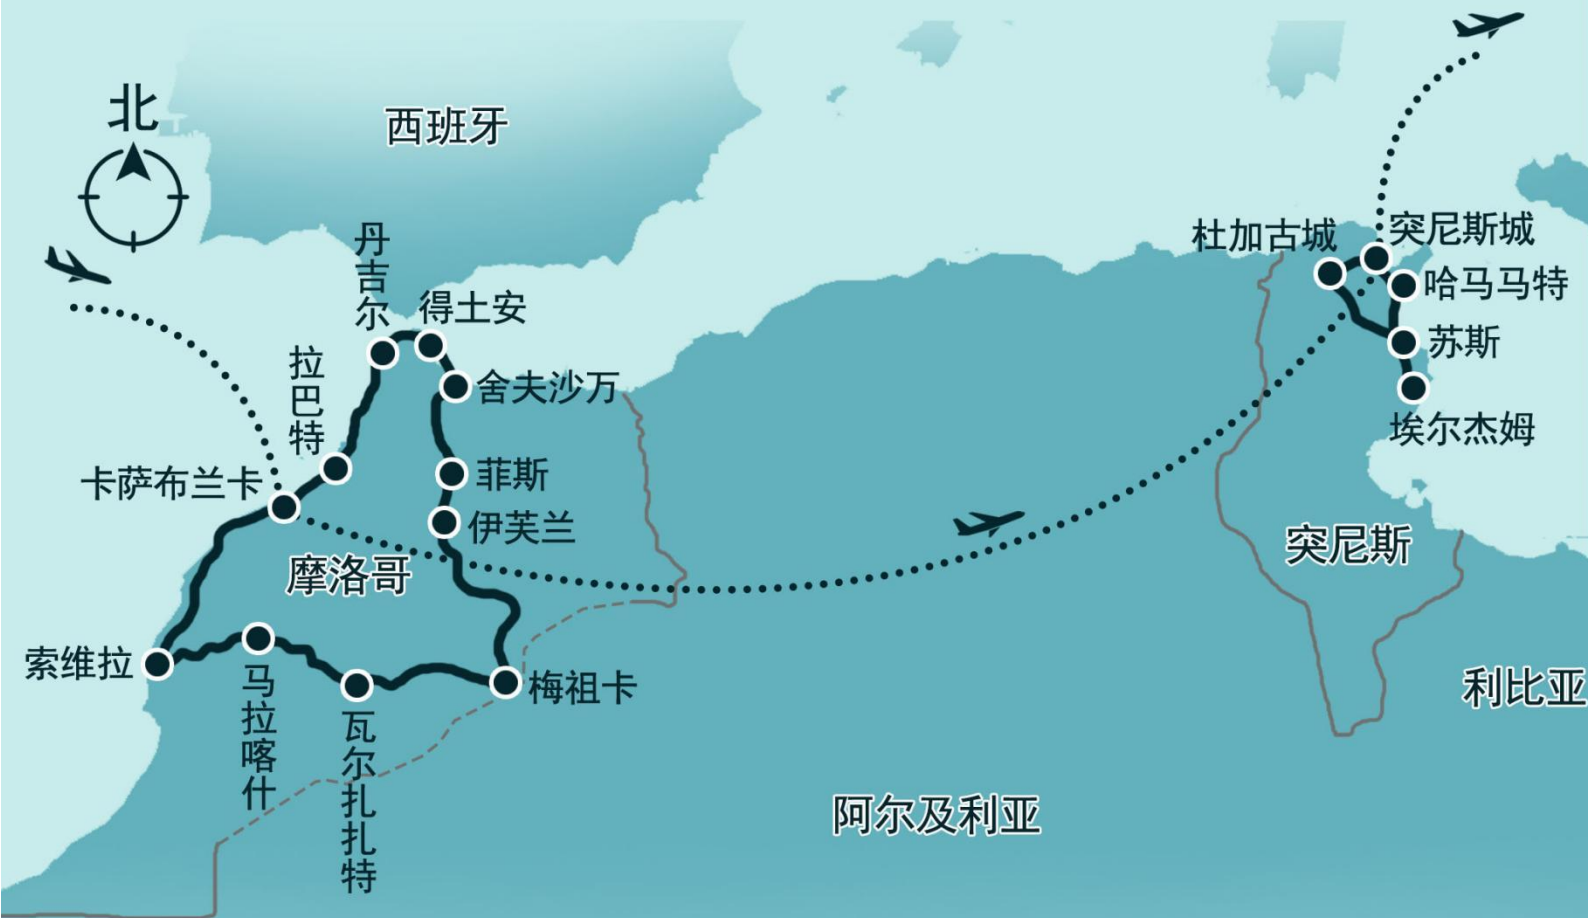 北
西班牙
丹吉尔
得土安
拉巴特
舍夫沙万
卡萨布兰卡
菲斯
伊芙兰
摩洛哥
索维拉
马拉喀什
瓦尔扎扎特
梅祖卡
阿尔及利亚
杜加古城
突尼斯城
哈马马特
苏斯
埃尔杰姆
突尼斯
利比亚